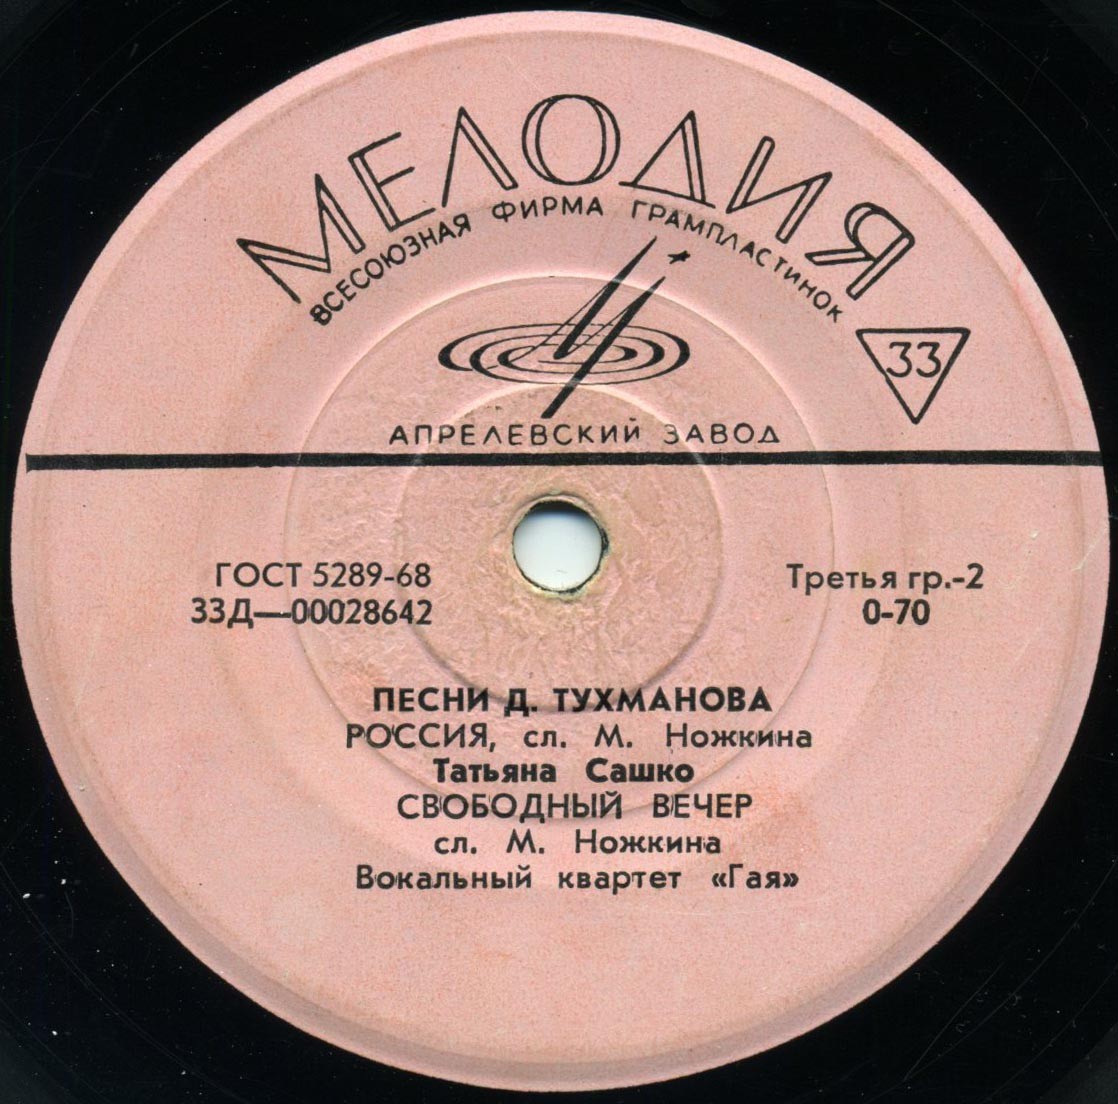 МЕЛОДИЯ
ВСЕСОЮЗНАЯ ФИРМА ГРАМПЛАСТИНОК
33
АПРЕЛЕВСКИЙ ЗАВОД
ГОСТ 5289-68
33Д—00028642
Третья гр.-2
0-70
ПЕСНИ Д. ТУХМАНОВА
РОССИЯ, сл. М. Ножкина
Татьяна Сашко
СВОБОДНЫЙ ВЕЧЕР
сл. М. Ножкина
Вокальный квартет «Гая»